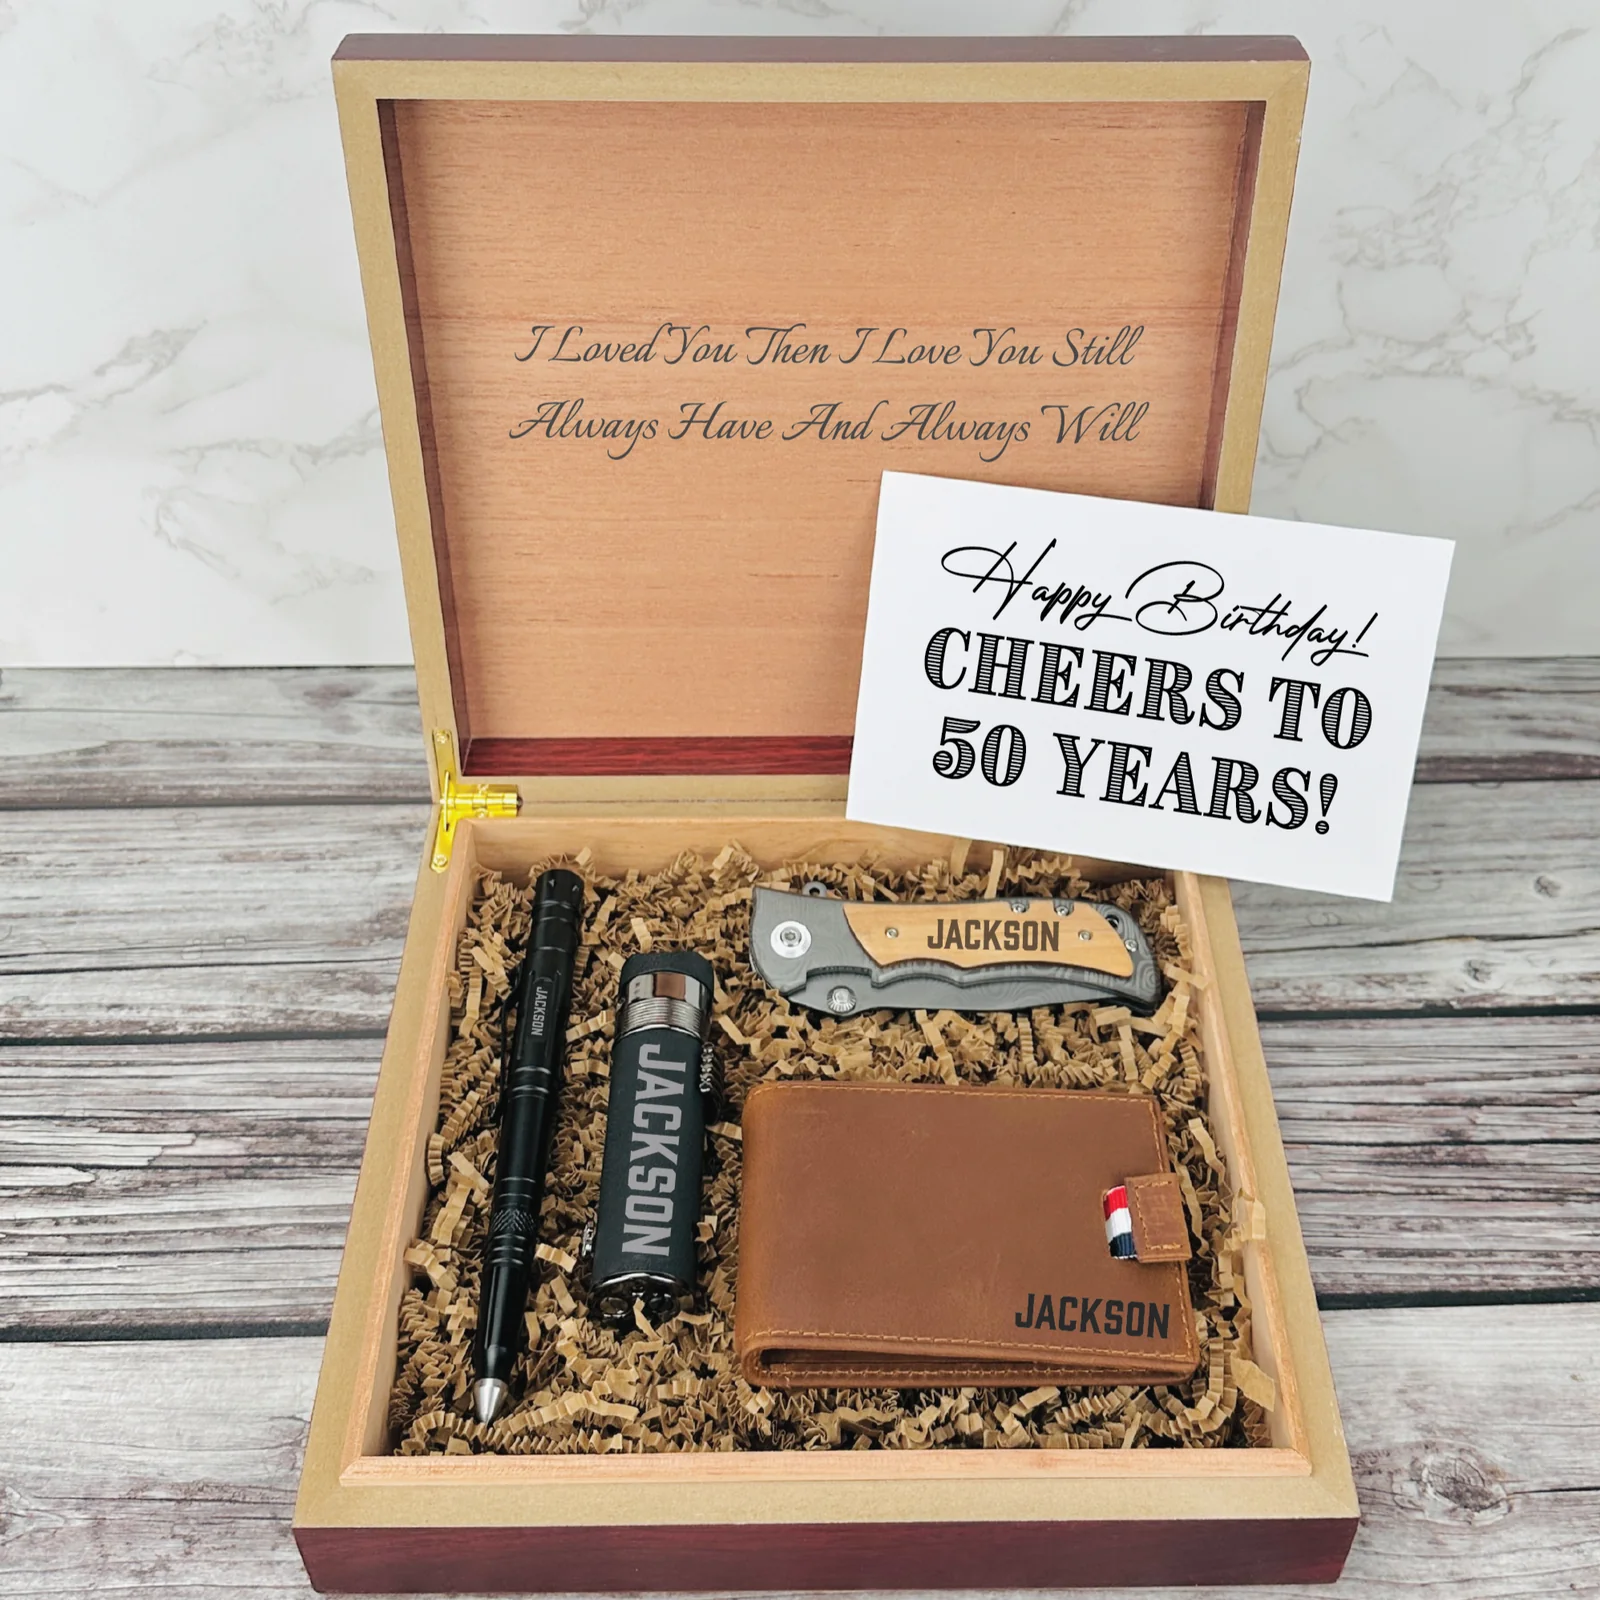 I Loved You Then I Love You Still
Always Have And Always Will
Happy Birthday!
CHEERS TO
50 YEARS!
JACKSON
JACKSON
JACKSON
JACKSON